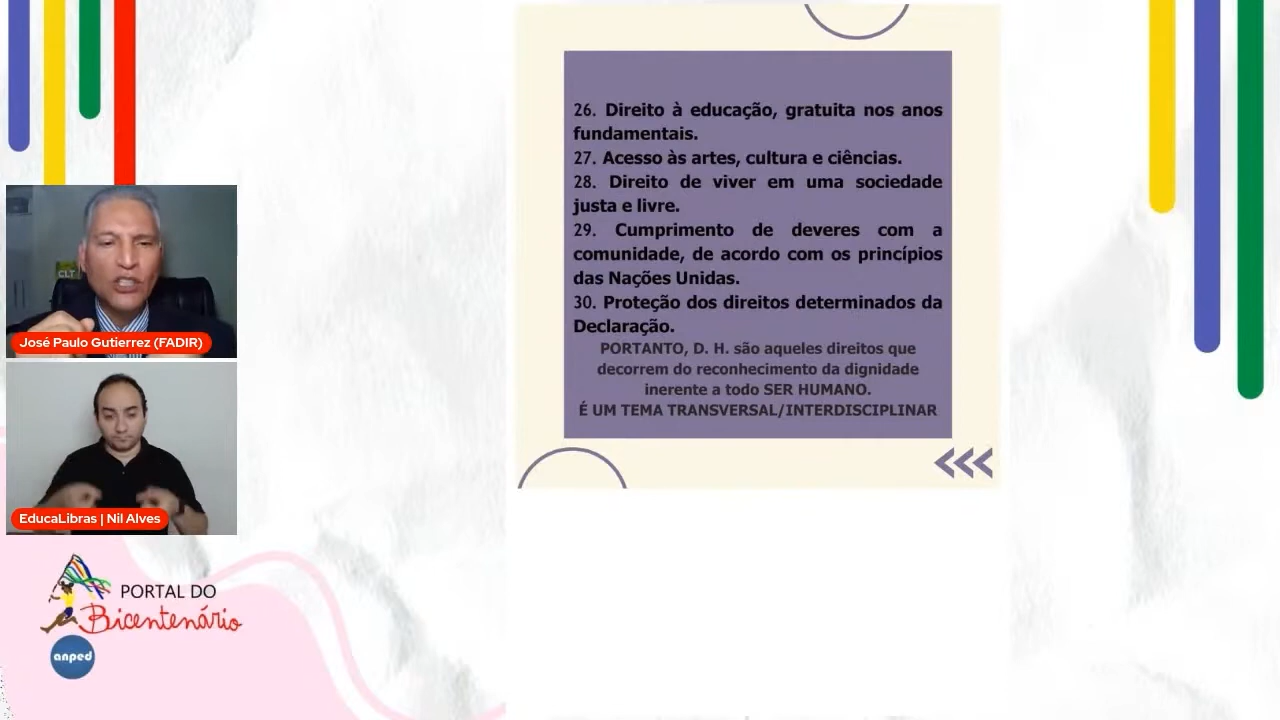 26. Direito à educação, gratuita nos anos
fundamentais.
27. Acesso às artes, cultura e ciências.
28. Direito de viver em uma sociedade
justa e livre.
29. Cumprimento de deveres com a
comunidade, de acordo com os princípios
das Nações Unidas.
30. Proteção dos direitos determinados da
Declaração.
PORTANTO, D. H. são aqueles direitos que
decorrem do reconhecimento da dignidade
inerente a todo SER HUMANO.
É UM TEMA TRANSVERSAL/INTERDISCIPLINAR
CLT
José Paulo Gutierrez (FADIR)
EducaLibras | Nil Alves
PORTAL DO
Bicentenário
anped